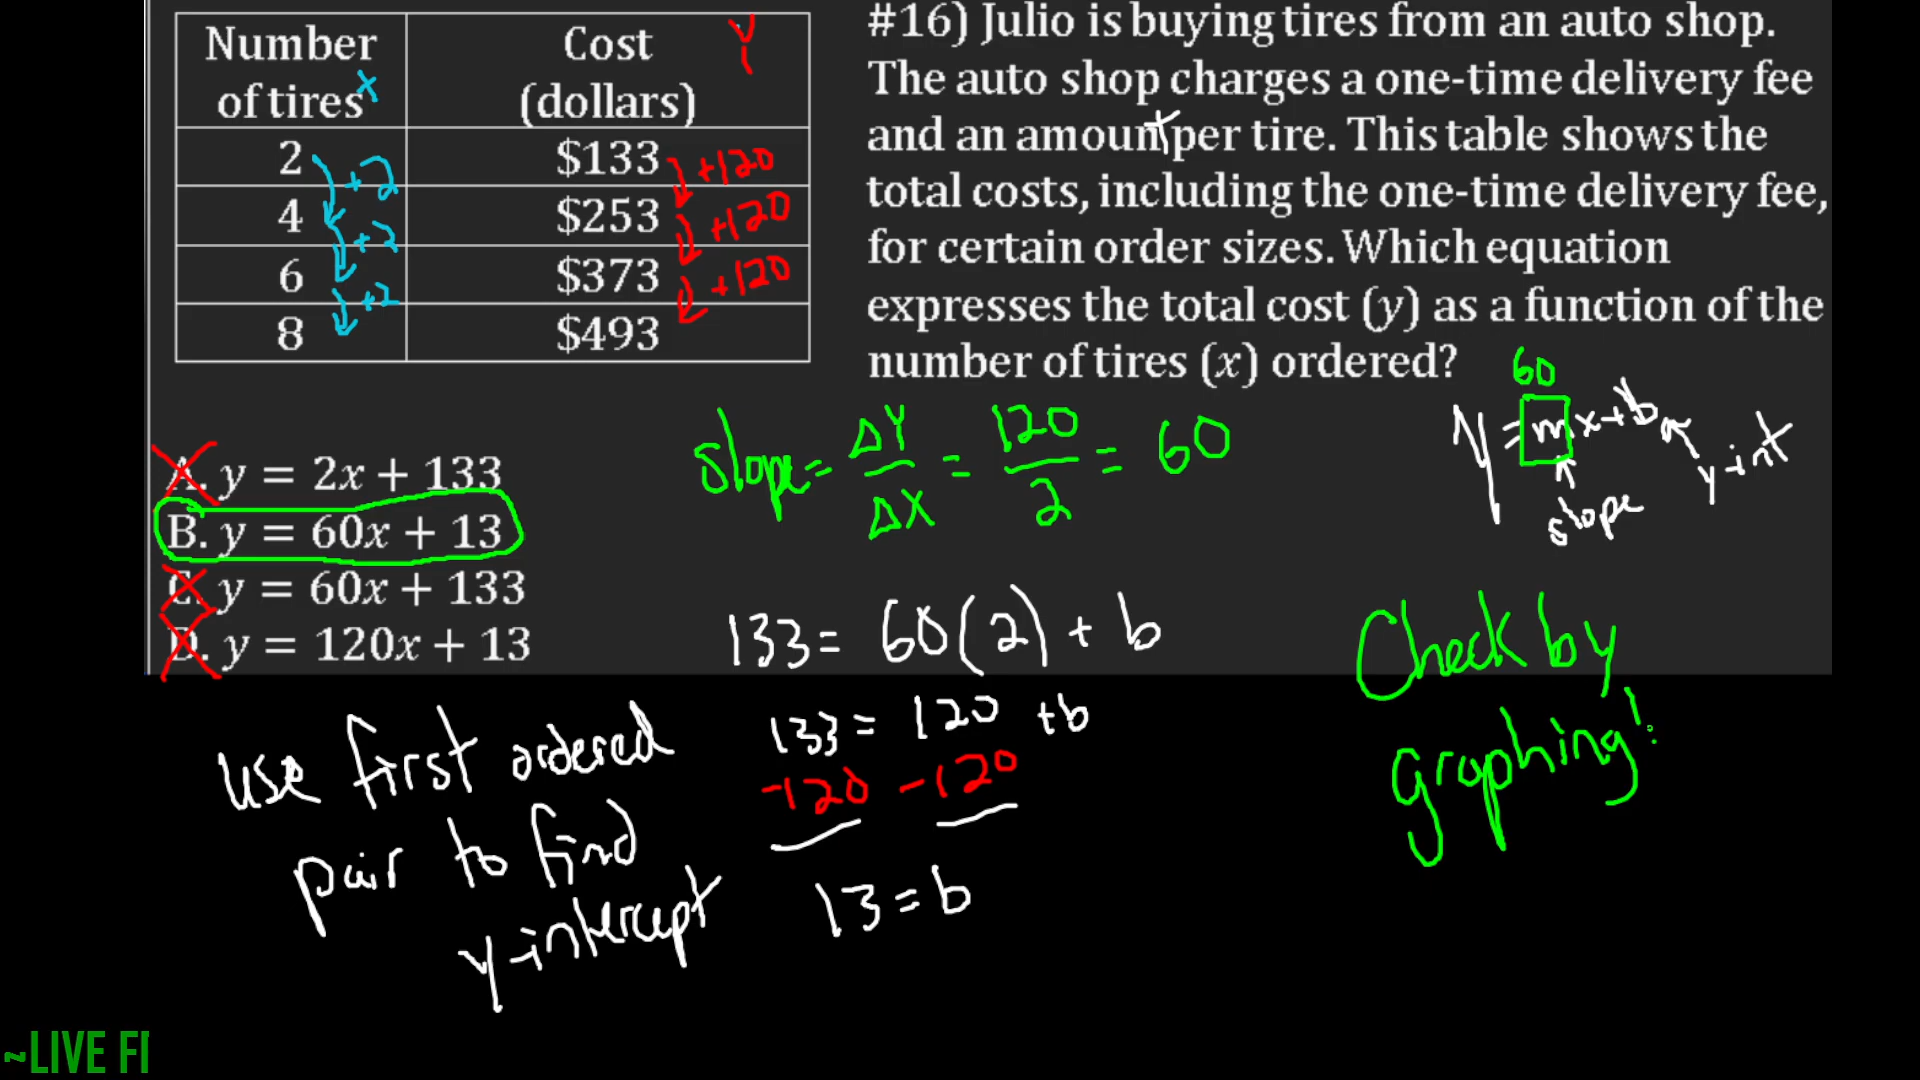 Number of tires x
Cost (dollars) Y
2 $133
4 $253
6 $373
8 $493
+2
+2
+2
+120
+120
+120
#16) Julio is buying tires from an auto shop.
The auto shop charges a one-time delivery fee
and an amount per tire. This table shows the
total costs, including the one-time delivery fee,
for certain order sizes. Which equation
expresses the total cost (y) as a function of the
number of tires (x) ordered?
A. y = 2x + 133
B. y = 60x + 13
C. y = 60x + 133
D. y = 120x + 13
slope = ΔY/ΔX = 120/2 = 60
60
y = mx + b
slope
y-int
133 = 60(2) + b
133 = 120 + b
-120 -120
13 = b
use first ordered
pair to find
y-intercept
Check by
graphing!
~LIVE FI